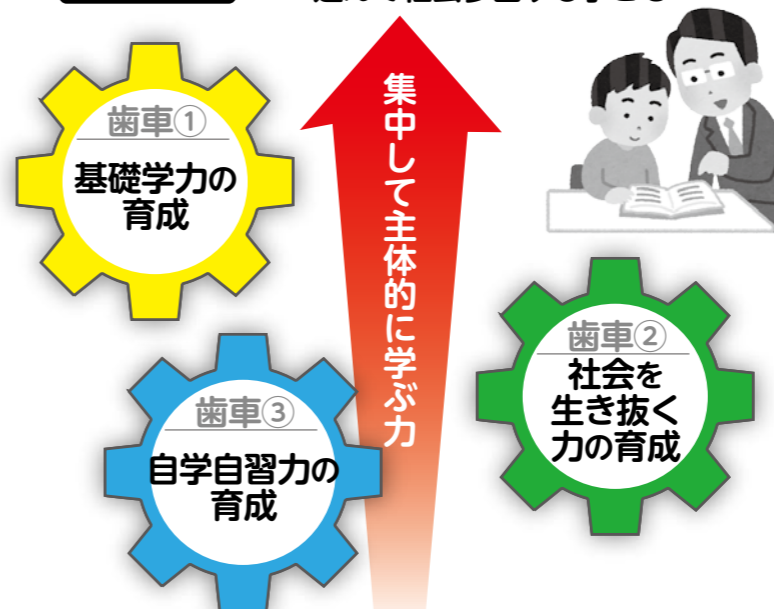 歯車①
基礎学力の
育成
集中して主体的に学ぶ力
歯車②
社会を
生き抜く
力の育成
歯車③
自学自習力の
育成